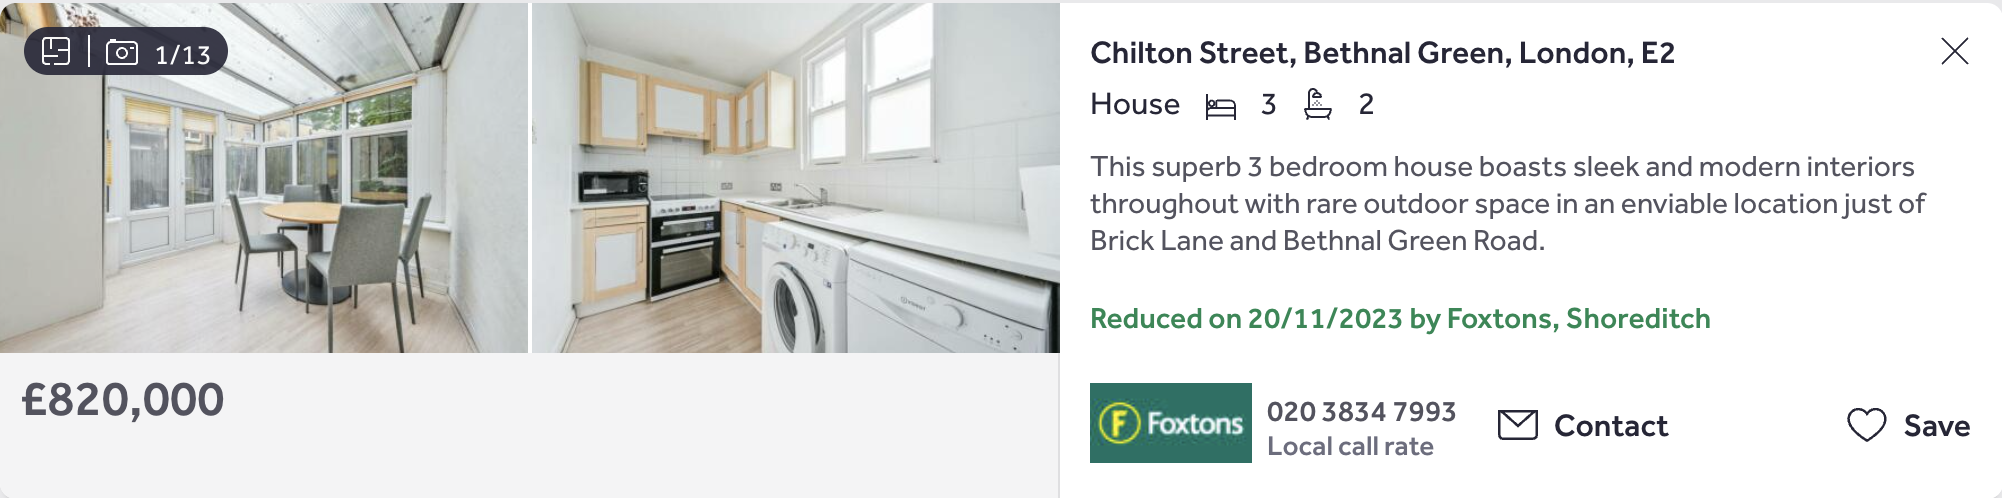 1/13
£820,000
Chilton Street, Bethnal Green, London, E2
House 3 2
This superb 3 bedroom house boasts sleek and modern interiors
throughout with rare outdoor space in an enviable location just of
Brick Lane and Bethnal Green Road.
Reduced on 20/11/2023 by Foxtons, Shoreditch
F Foxtons
020 3834 7993
Local call rate
Contact
Save